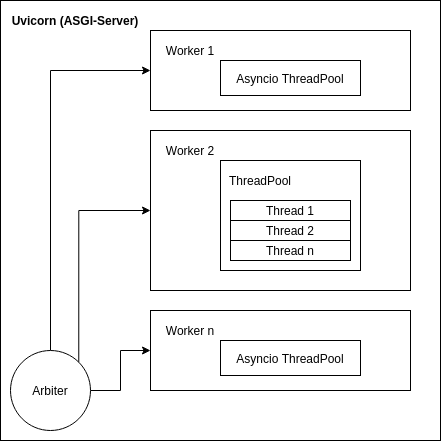 Uvicorn (ASGI-Server)
Worker 1
Asyncio ThreadPool
Worker 2
ThreadPool
Thread 1
Thread 2
Thread n
Worker n
Asyncio ThreadPool
Arbiter